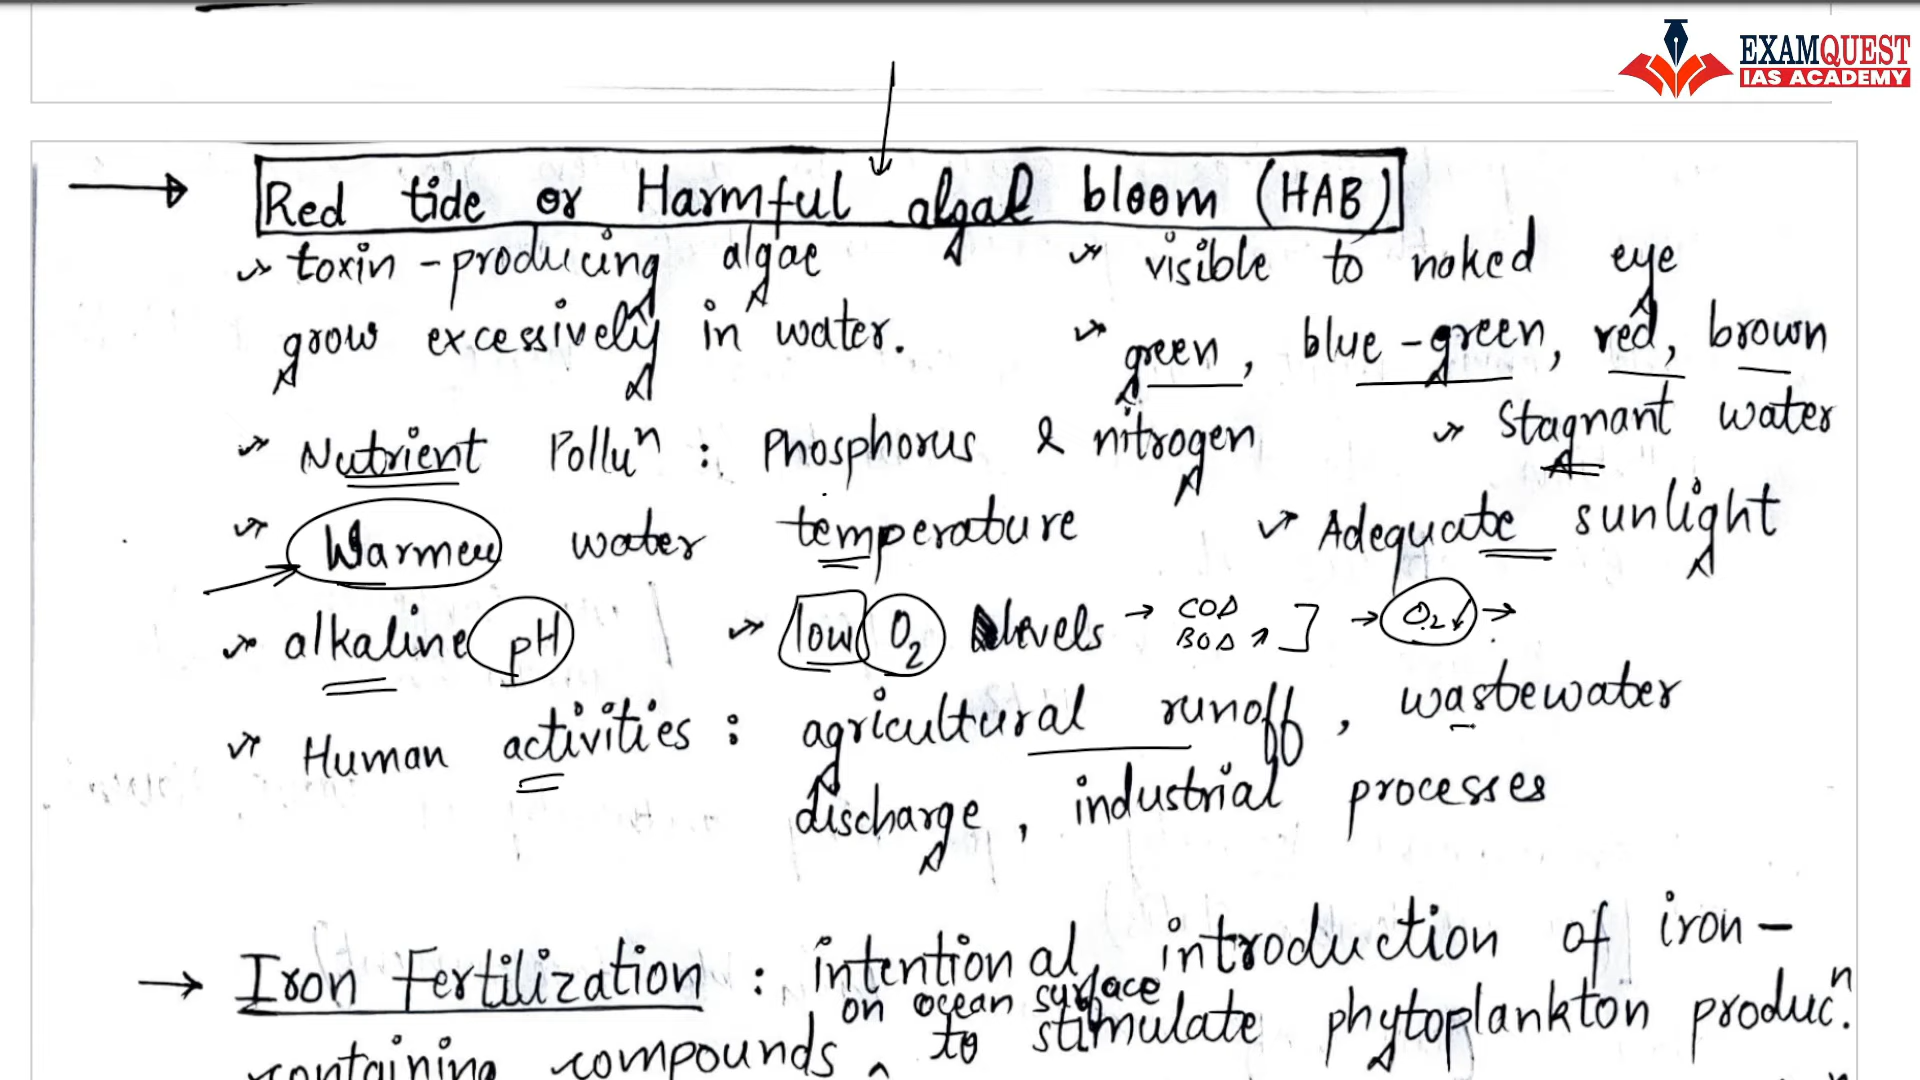 EXAMQUEST
IAS ACADEMY
Red tide or Harmful algal bloom (HAB)
toxin-producing algae
grow excessively in water.
visible to naked eye
green, blue-green, red, brown
Nutrient Polluⁿ : Phosphorus & nitrogen
Stagnant water
Warmer water temperature
Adequate sunlight
alkaline pH
low O₂ levels → COD
BOD ↗ ] → O₂↓ →
Human activities : agricultural runoff, wastewater
discharge, industrial processes
→ Iron Fertilization : intentional introduction of iron-
on ocean surface
containing compounds ^ to stimulate phytoplankton producⁿ.